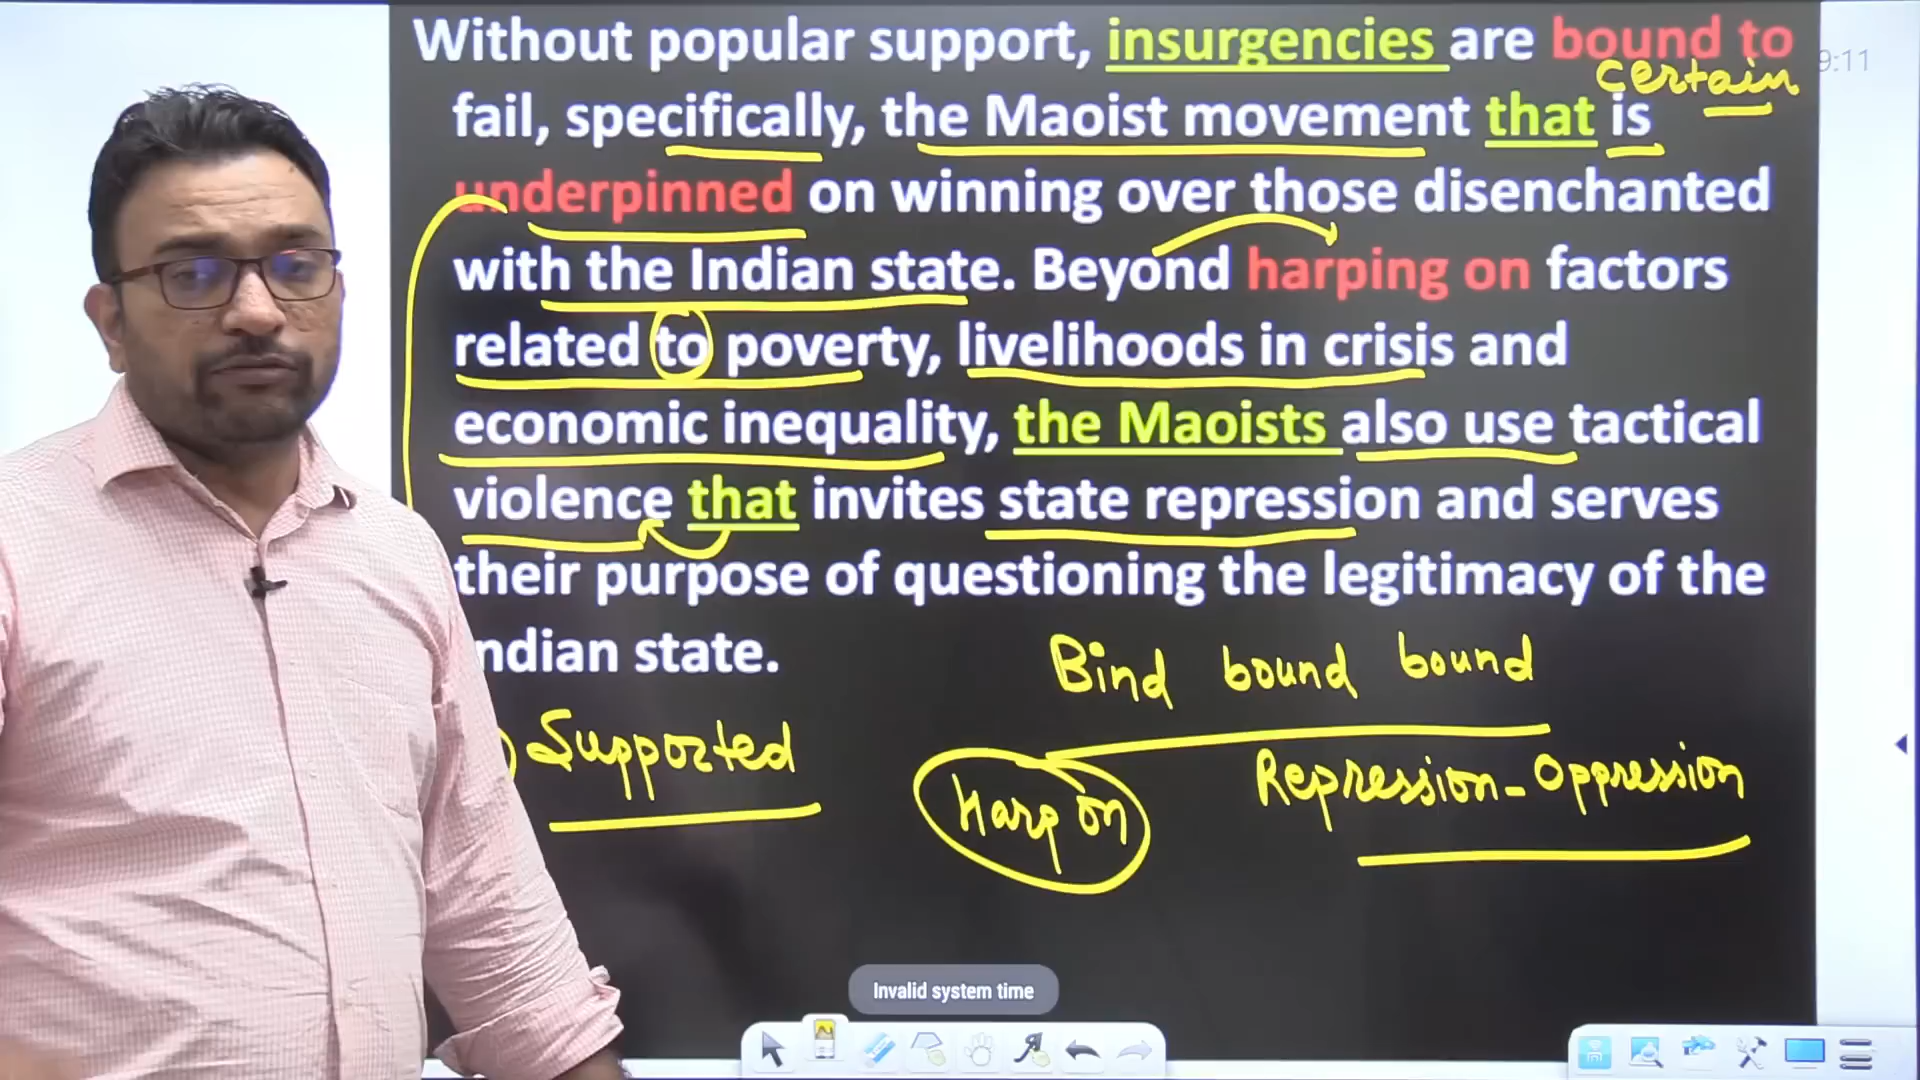 Without popular support, insurgencies are bound to
9:11
certain
fail, specifically, the Maoist movement that is
underpinned on winning over those disenchanted
with the Indian state. Beyond harping on factors
related to poverty, livelihoods in crisis and
economic inequality, the Maoists also use tactical
violence that invites state repression and serves
their purpose of questioning the legitimacy of the
ndian state.
Bind bound bound
Supported
Harp on
Repression-Oppression
Invalid system time